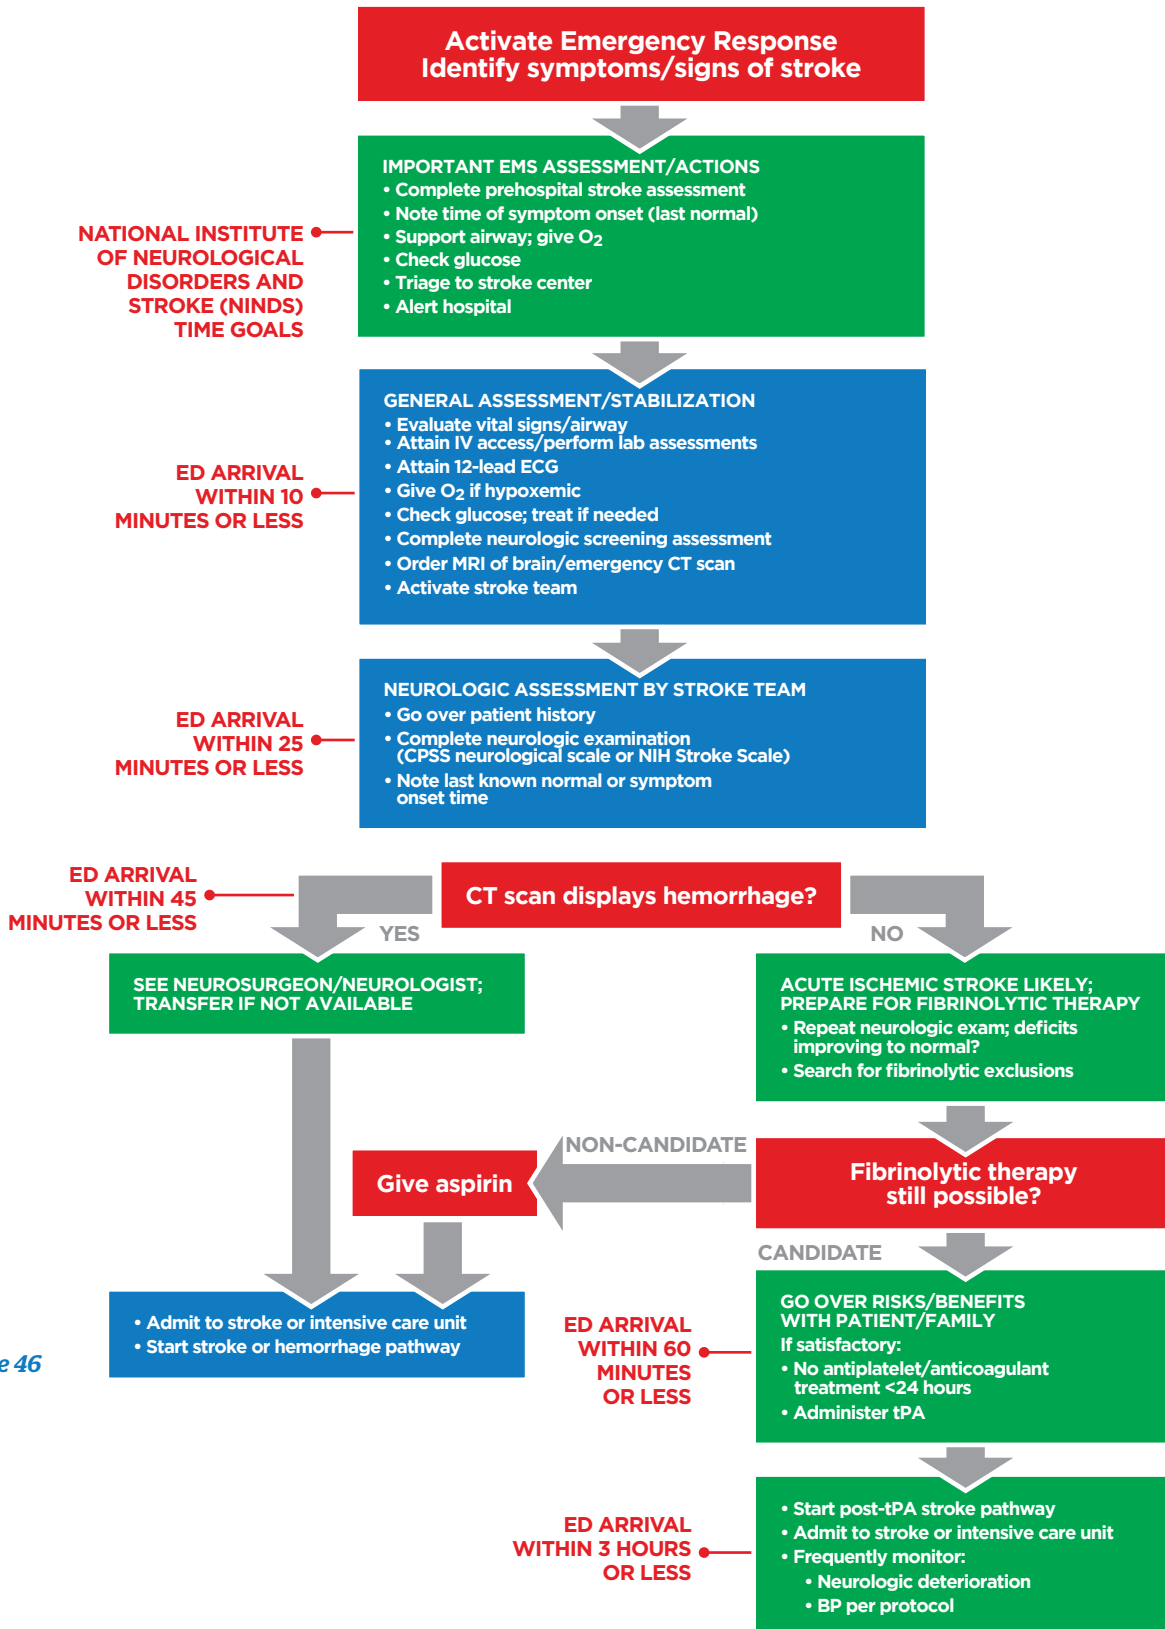 Activate Emergency Response
Identify symptoms/signs of stroke
IMPORTANT EMS ASSESSMENT/ACTIONS
• Complete prehospital stroke assessment
• Note time of symptom onset (last normal)
• Support airway; give O2
• Check glucose
• Triage to stroke center
• Alert hospital
NATIONAL INSTITUTE
OF NEUROLOGICAL
DISORDERS AND
STROKE (NINDS)
TIME GOALS
GENERAL ASSESSMENT/STABILIZATION
• Evaluate vital signs/airway
• Attain IV access/perform lab assessments
• Attain 12-lead ECG
• Give O2 if hypoxemic
• Check glucose; treat if needed
• Complete neurologic screening assessment
• Order MRI of brain/emergency CT scan
• Activate stroke team
ED ARRIVAL
WITHIN 10
MINUTES OR LESS
NEUROLOGIC ASSESSMENT BY STROKE TEAM
• Go over patient history
• Complete neurologic examination
(CPSS neurological scale or NIH Stroke Scale)
• Note last known normal or symptom
onset time
ED ARRIVAL
WITHIN 25
MINUTES OR LESS
CT scan displays hemorrhage?
ED ARRIVAL
WITHIN 45
MINUTES OR LESS
YES
NO
SEE NEUROSURGEON/NEUROLOGIST;
TRANSFER IF NOT AVAILABLE
ACUTE ISCHEMIC STROKE LIKELY;
PREPARE FOR FIBRINOLYTIC THERAPY
• Repeat neurologic exam; deficits
improving to normal?
• Search for fibrinolytic exclusions
NON-CANDIDATE
Give aspirin
Fibrinolytic therapy
still possible?
CANDIDATE
• Admit to stroke or intensive care unit
• Start stroke or hemorrhage pathway
GO OVER RISKS/BENEFITS
WITH PATIENT/FAMILY
If satisfactory:
• No antiplatelet/anticoagulant
treatment <24 hours
• Administer tPA
ED ARRIVAL
WITHIN 60
MINUTES
OR LESS
e 46
• Start post-tPA stroke pathway
• Admit to stroke or intensive care unit
• Frequently monitor:
• Neurologic deterioration
• BP per protocol
ED ARRIVAL
WITHIN 3 HOURS
OR LESS